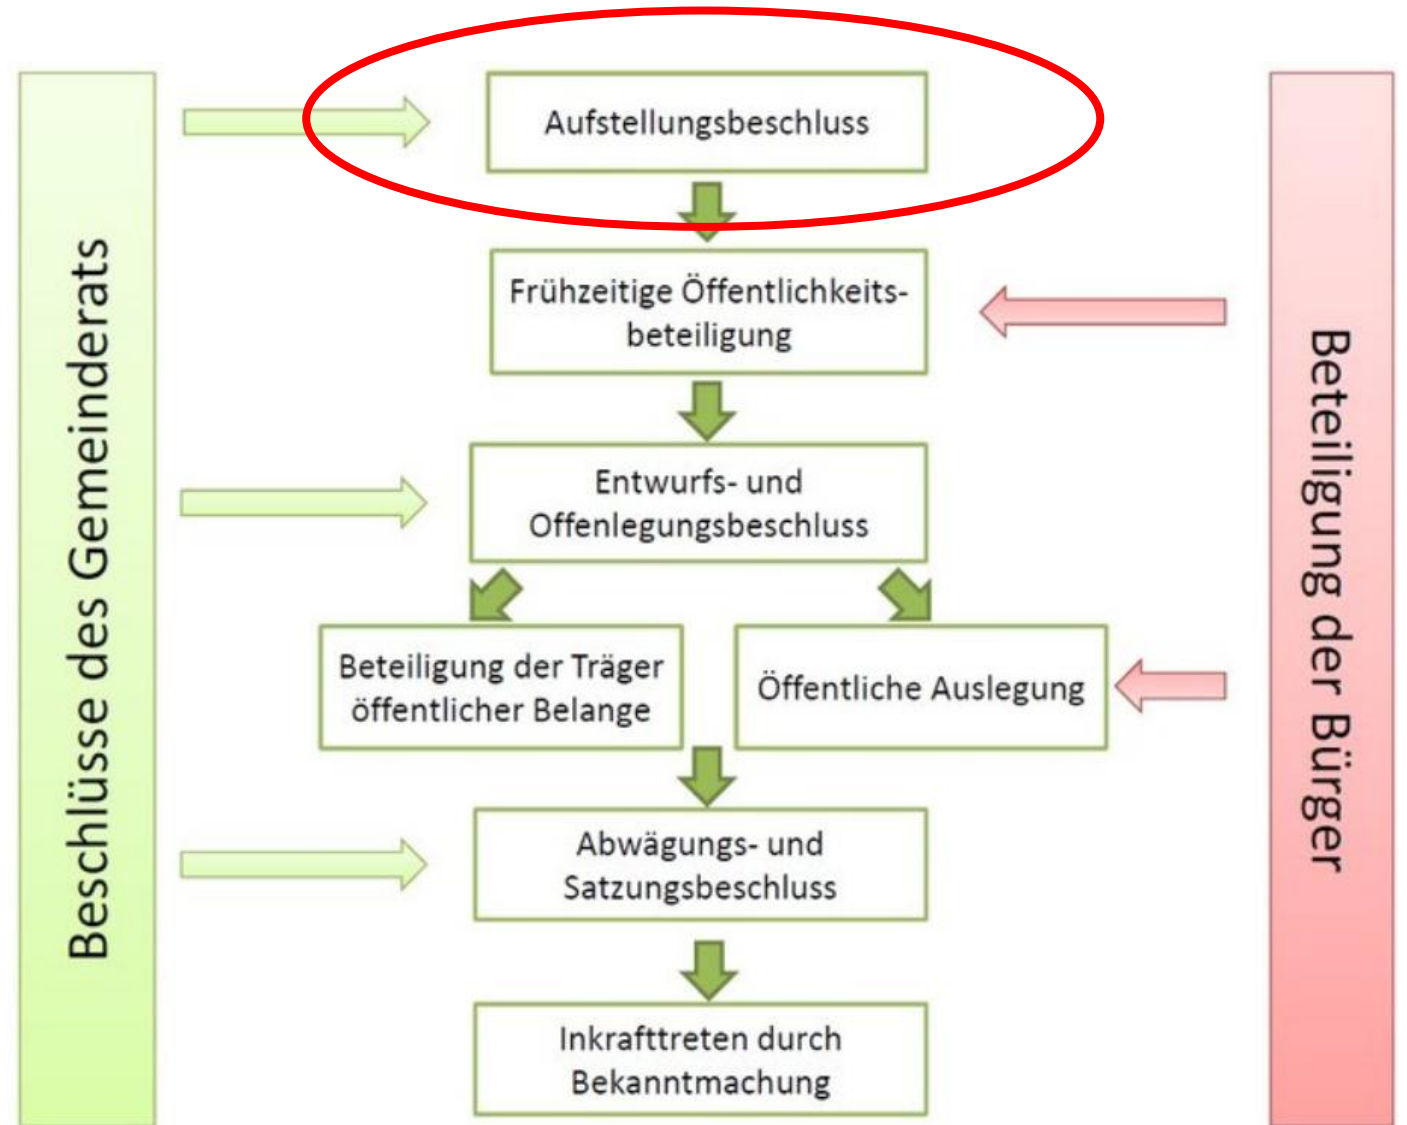 Beschlüsse des Gemeinderats
Aufstellungsbeschluss
Frühzeitige Öffentlichkeits-
beteiligung
Entwurfs- und
Offenlegungsbeschluss
Beteiligung der Träger
öffentlicher Belange
Öffentliche Auslegung
Abwägungs- und
Satzungsbeschluss
Inkrafttreten durch
Bekanntmachung
Beteiligung der Bürger